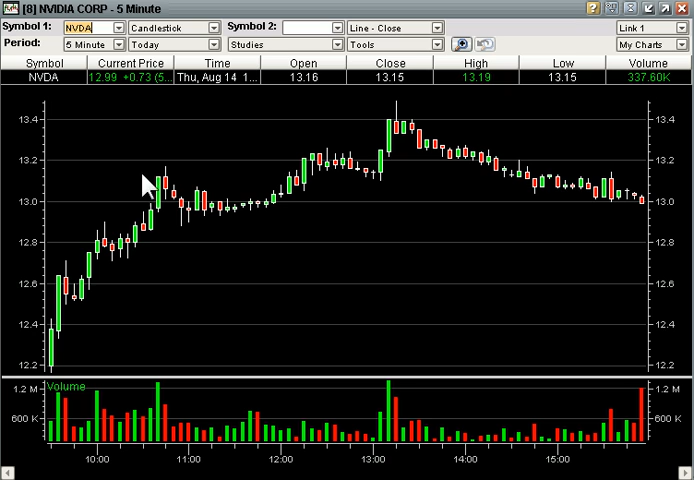 [8] NVIDIA CORP - 5 Minute
Symbol 1: NVDA Candlestick Symbol 2: Line - Close Link 1
Period: 5 Minute Today Studies Tools My Charts
Symbol Current Price Time Open Close High Low Volume
NVDA 12.99 +0.73 (5... Thu, Aug 14 1... 13.16 13.15 13.19 13.15 337.60K
13.4 13.4
13.2 13.2
13.0 13.0
12.8 12.8
12.6 12.6
12.4 12.4
12.2 12.2
Volume
1.2 M 1.2 M
600 K 600 K
10:00 11:00 12:00 13:00 14:00 15:00